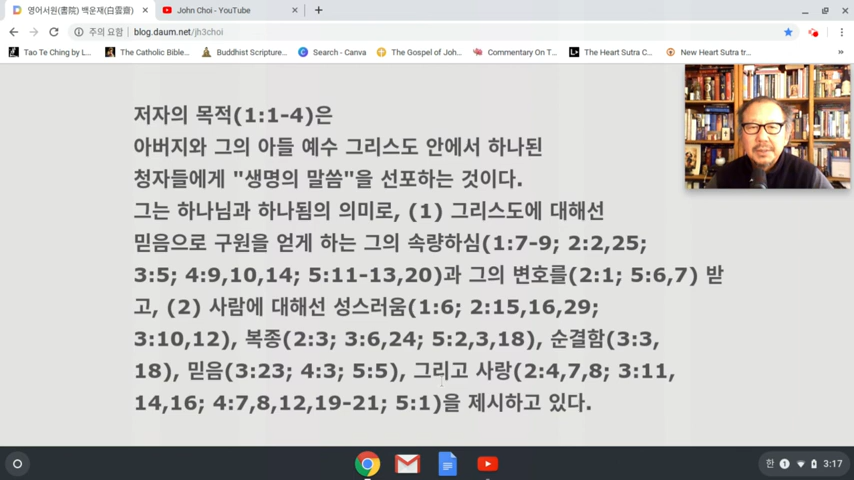 영어서원(書院) 백운재(白雲齋)
John Choi - YouTube
주의 요함 | blog.daum.net/jh3choi
Tao Te Ching by L...
The Catholic Bible...
Buddhist Scripture...
Search - Canva
The Gospel of Joh...
Commentary On T...
The Heart Sutra C...
New Heart Sutra tr...
저자의 목적(1:1-4)은
아버지와 그의 아들 예수 그리스도 안에서 하나된
청자들에게 "생명의 말씀"을 선포하는 것이다.
그는 하나님과 하나됨의 의미로, (1) 그리스도에 대해선
믿음으로 구원을 얻게 하는 그의 속량하심(1:7-9; 2:2,25;
3:5; 4:9,10,14; 5:11-13,20)과 그의 변호를(2:1; 5:6,7) 받
고, (2) 사람에 대해선 성스러움(1:6; 2:15,16,29;
3:10,12), 복종(2:3; 3:6,24; 5:2,3,18), 순결함(3:3,
18), 믿음(3:23; 4:3; 5:5), 그리고 사랑(2:4,7,8; 3:11,
14,16; 4:7,8,12,19-21; 5:1)을 제시하고 있다.
한 1 3:17